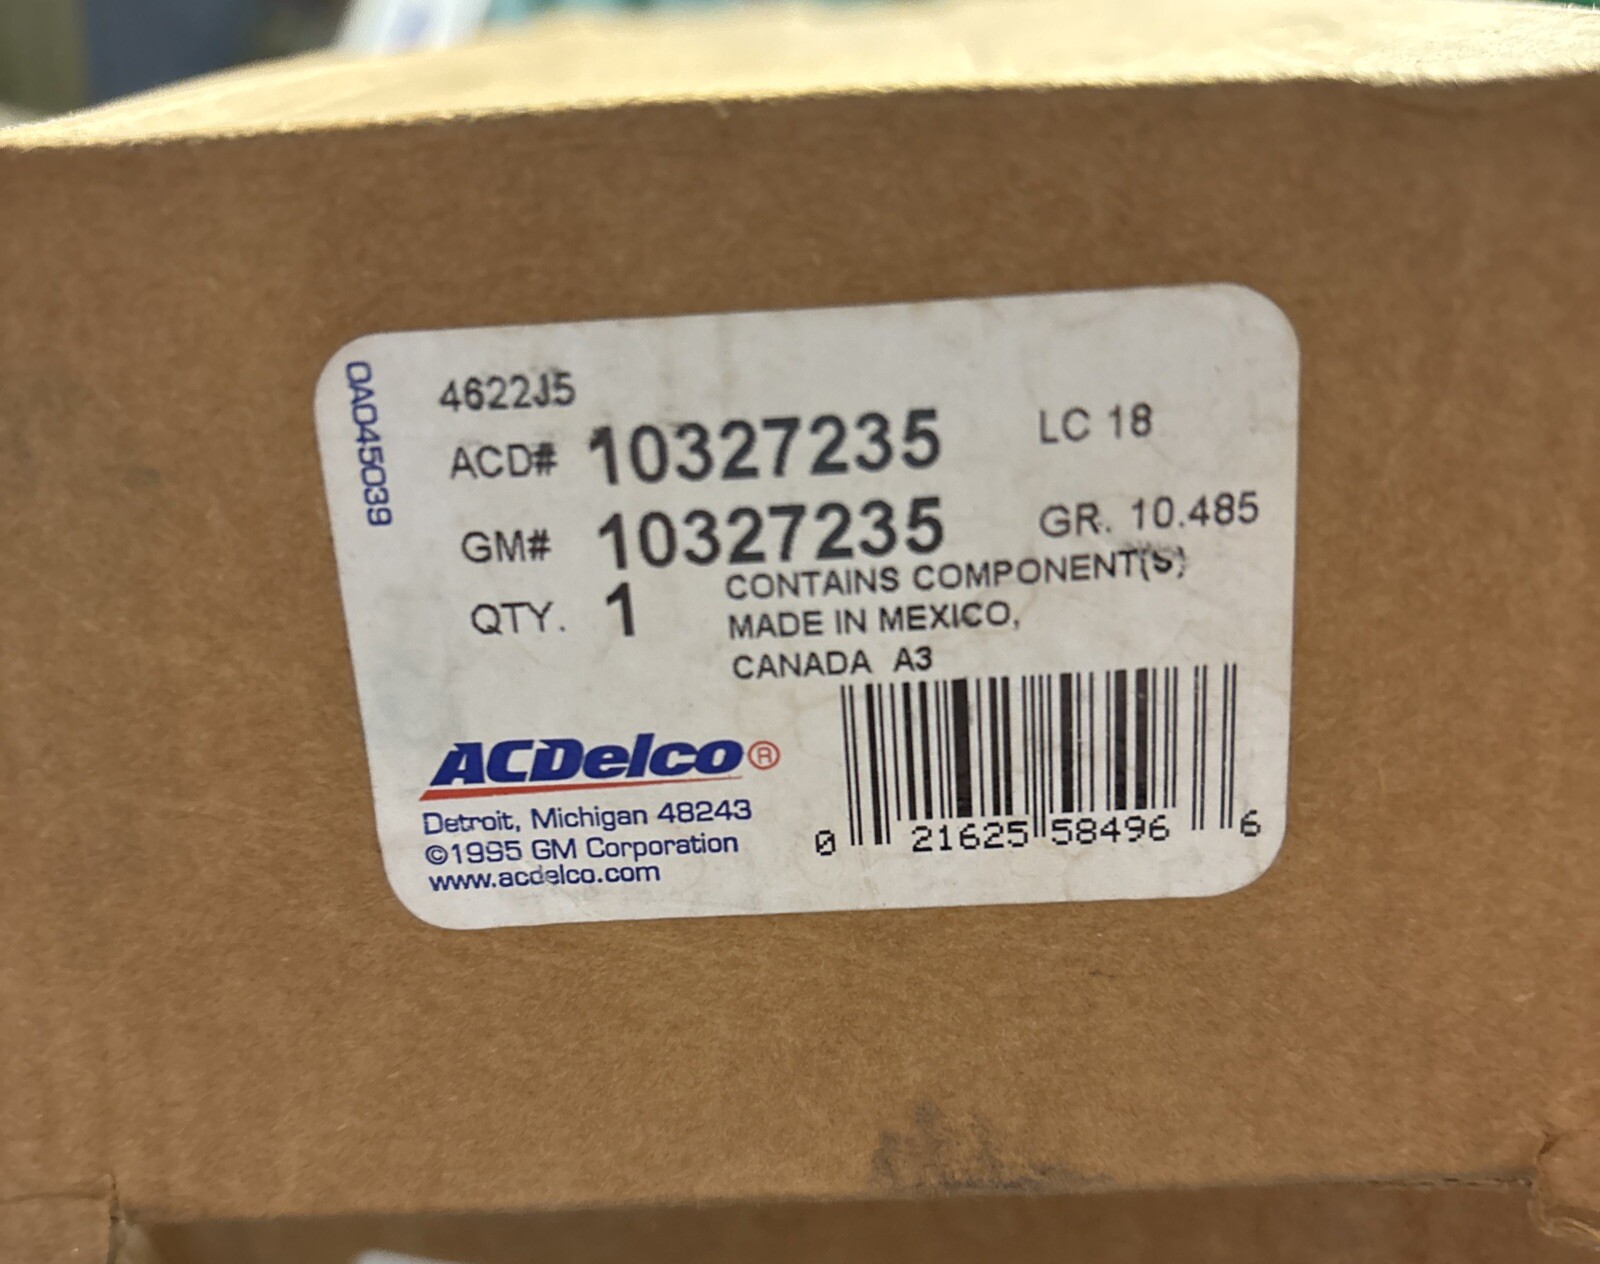 0A045039
4622J5
ACD# 10327235 LC 18
GM# 10327235 GR. 10.485
QTY. 1
CONTAINS COMPONENT(S)
MADE IN MEXICO,
CANADA A3
ACDelco®
Detroit, Michigan 48243
©1995 GM Corporation
www.acdelco.com
0 21625 58496 6